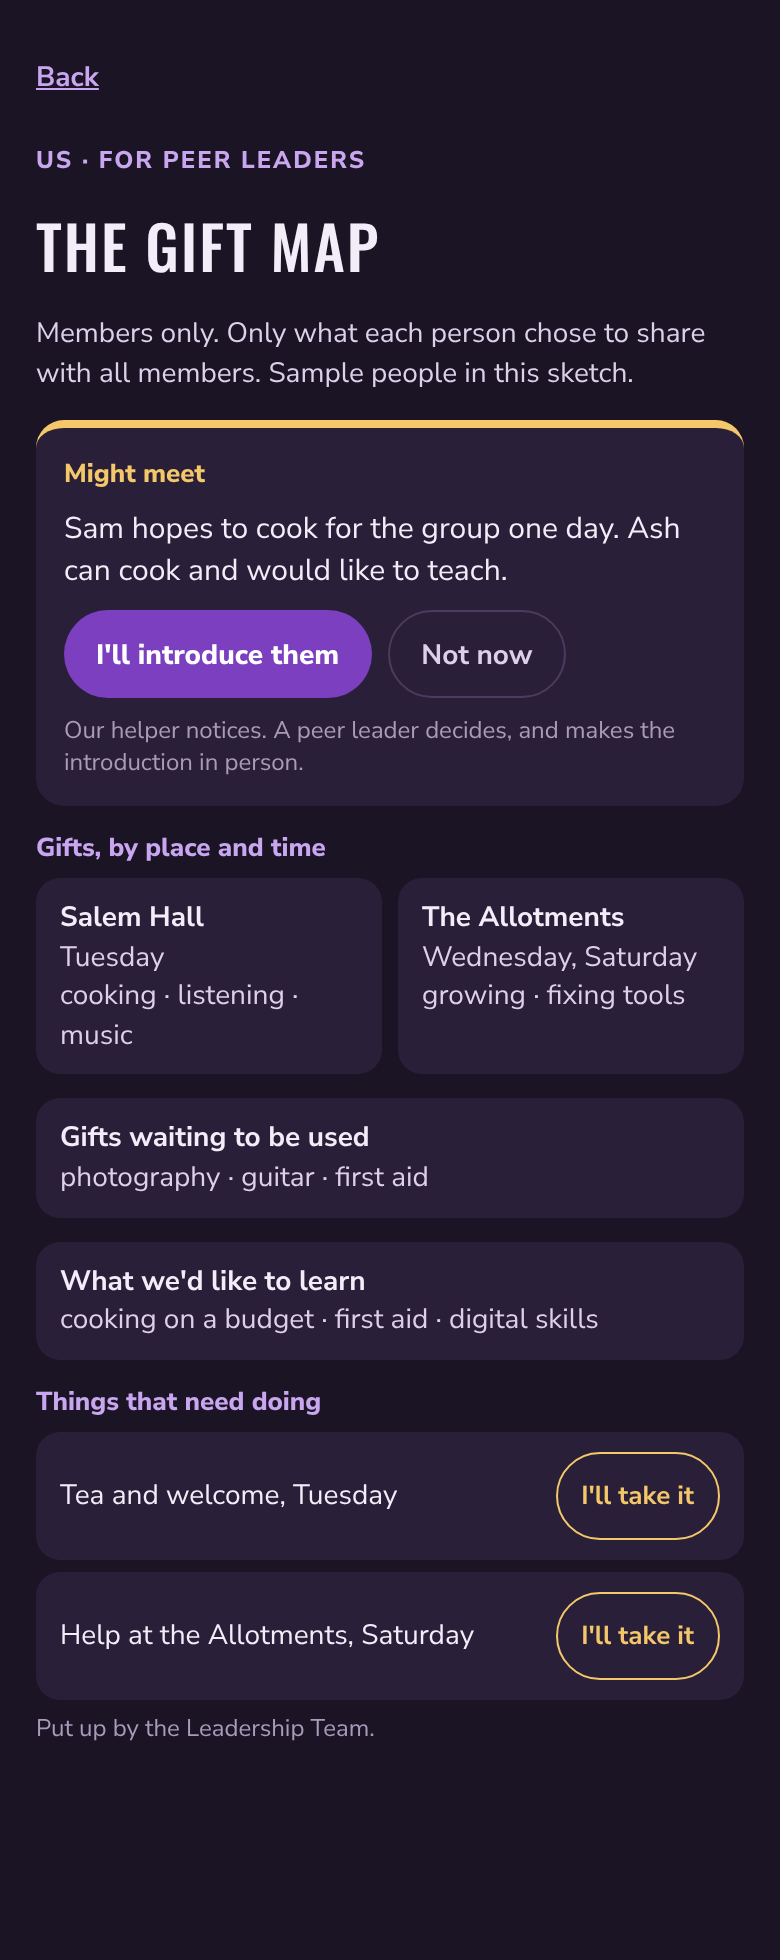 Back
US · FOR PEER LEADERS
THE GIFT MAP
Members only. Only what each person chose to share
with all members. Sample people in this sketch.
Might meet
Sam hopes to cook for the group one day. Ash
can cook and would like to teach.
I'll introduce them
Not now
Our helper notices. A peer leader decides, and makes the
introduction in person.
Gifts, by place and time
Salem Hall
Tuesday
cooking · listening ·
music
The Allotments
Wednesday, Saturday
growing · fixing tools
Gifts waiting to be used
photography · guitar · first aid
What we'd like to learn
cooking on a budget · first aid · digital skills
Things that need doing
Tea and welcome, Tuesday
I'll take it
Help at the Allotments, Saturday
I'll take it
Put up by the Leadership Team.